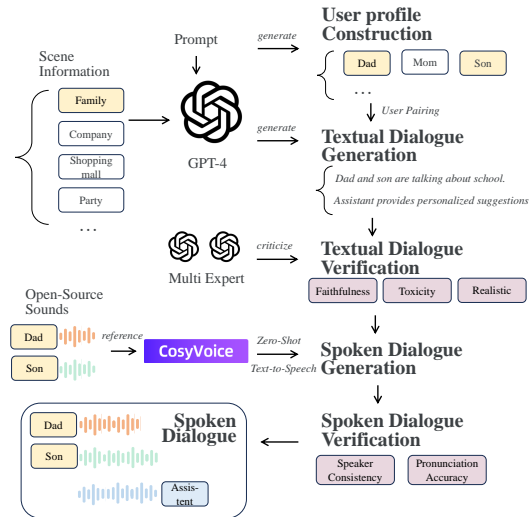 Scene
Information
Family
Company
Shopping
mall
Party
...
Prompt
GPT-4
generate
User profile
Construction
Dad
Mom
Son
...
User Pairing
generate
Textual Dialogue
Generation
Dad and son are talking about school.
Assistant provides personalized suggestions
Multi Expert
criticize
Textual Dialogue
Verification
Faithfulness
Toxicity
Realistic
Open-Source
Sounds
Dad
Son
reference
CosyVoice
Zero-Shot
Text-to-Speech
Spoken Dialogue
Generation
Spoken Dialogue
Verification
Speaker
Consistency
Pronunciation
Accuracy
Spoken
Dialogue
Dad
Son
Assis-
tent